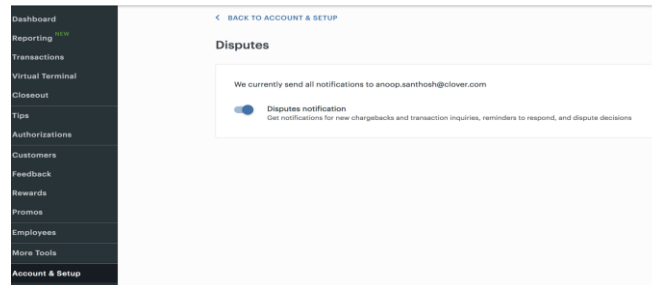 Dashboard
Reporting NEW
Transactions
Virtual Terminal
Closeout
Tips
Authorizations
Customers
Feedback
Rewards
Promos
Employees
More Tools
Account & Setup
< BACK TO ACCOUNT & SETUP
Disputes
We currently send all notifications to anoop.santhosh@clover.com
Disputes notification
Get notifications for new chargebacks and transaction inquiries, reminders to respond, and dispute decisions